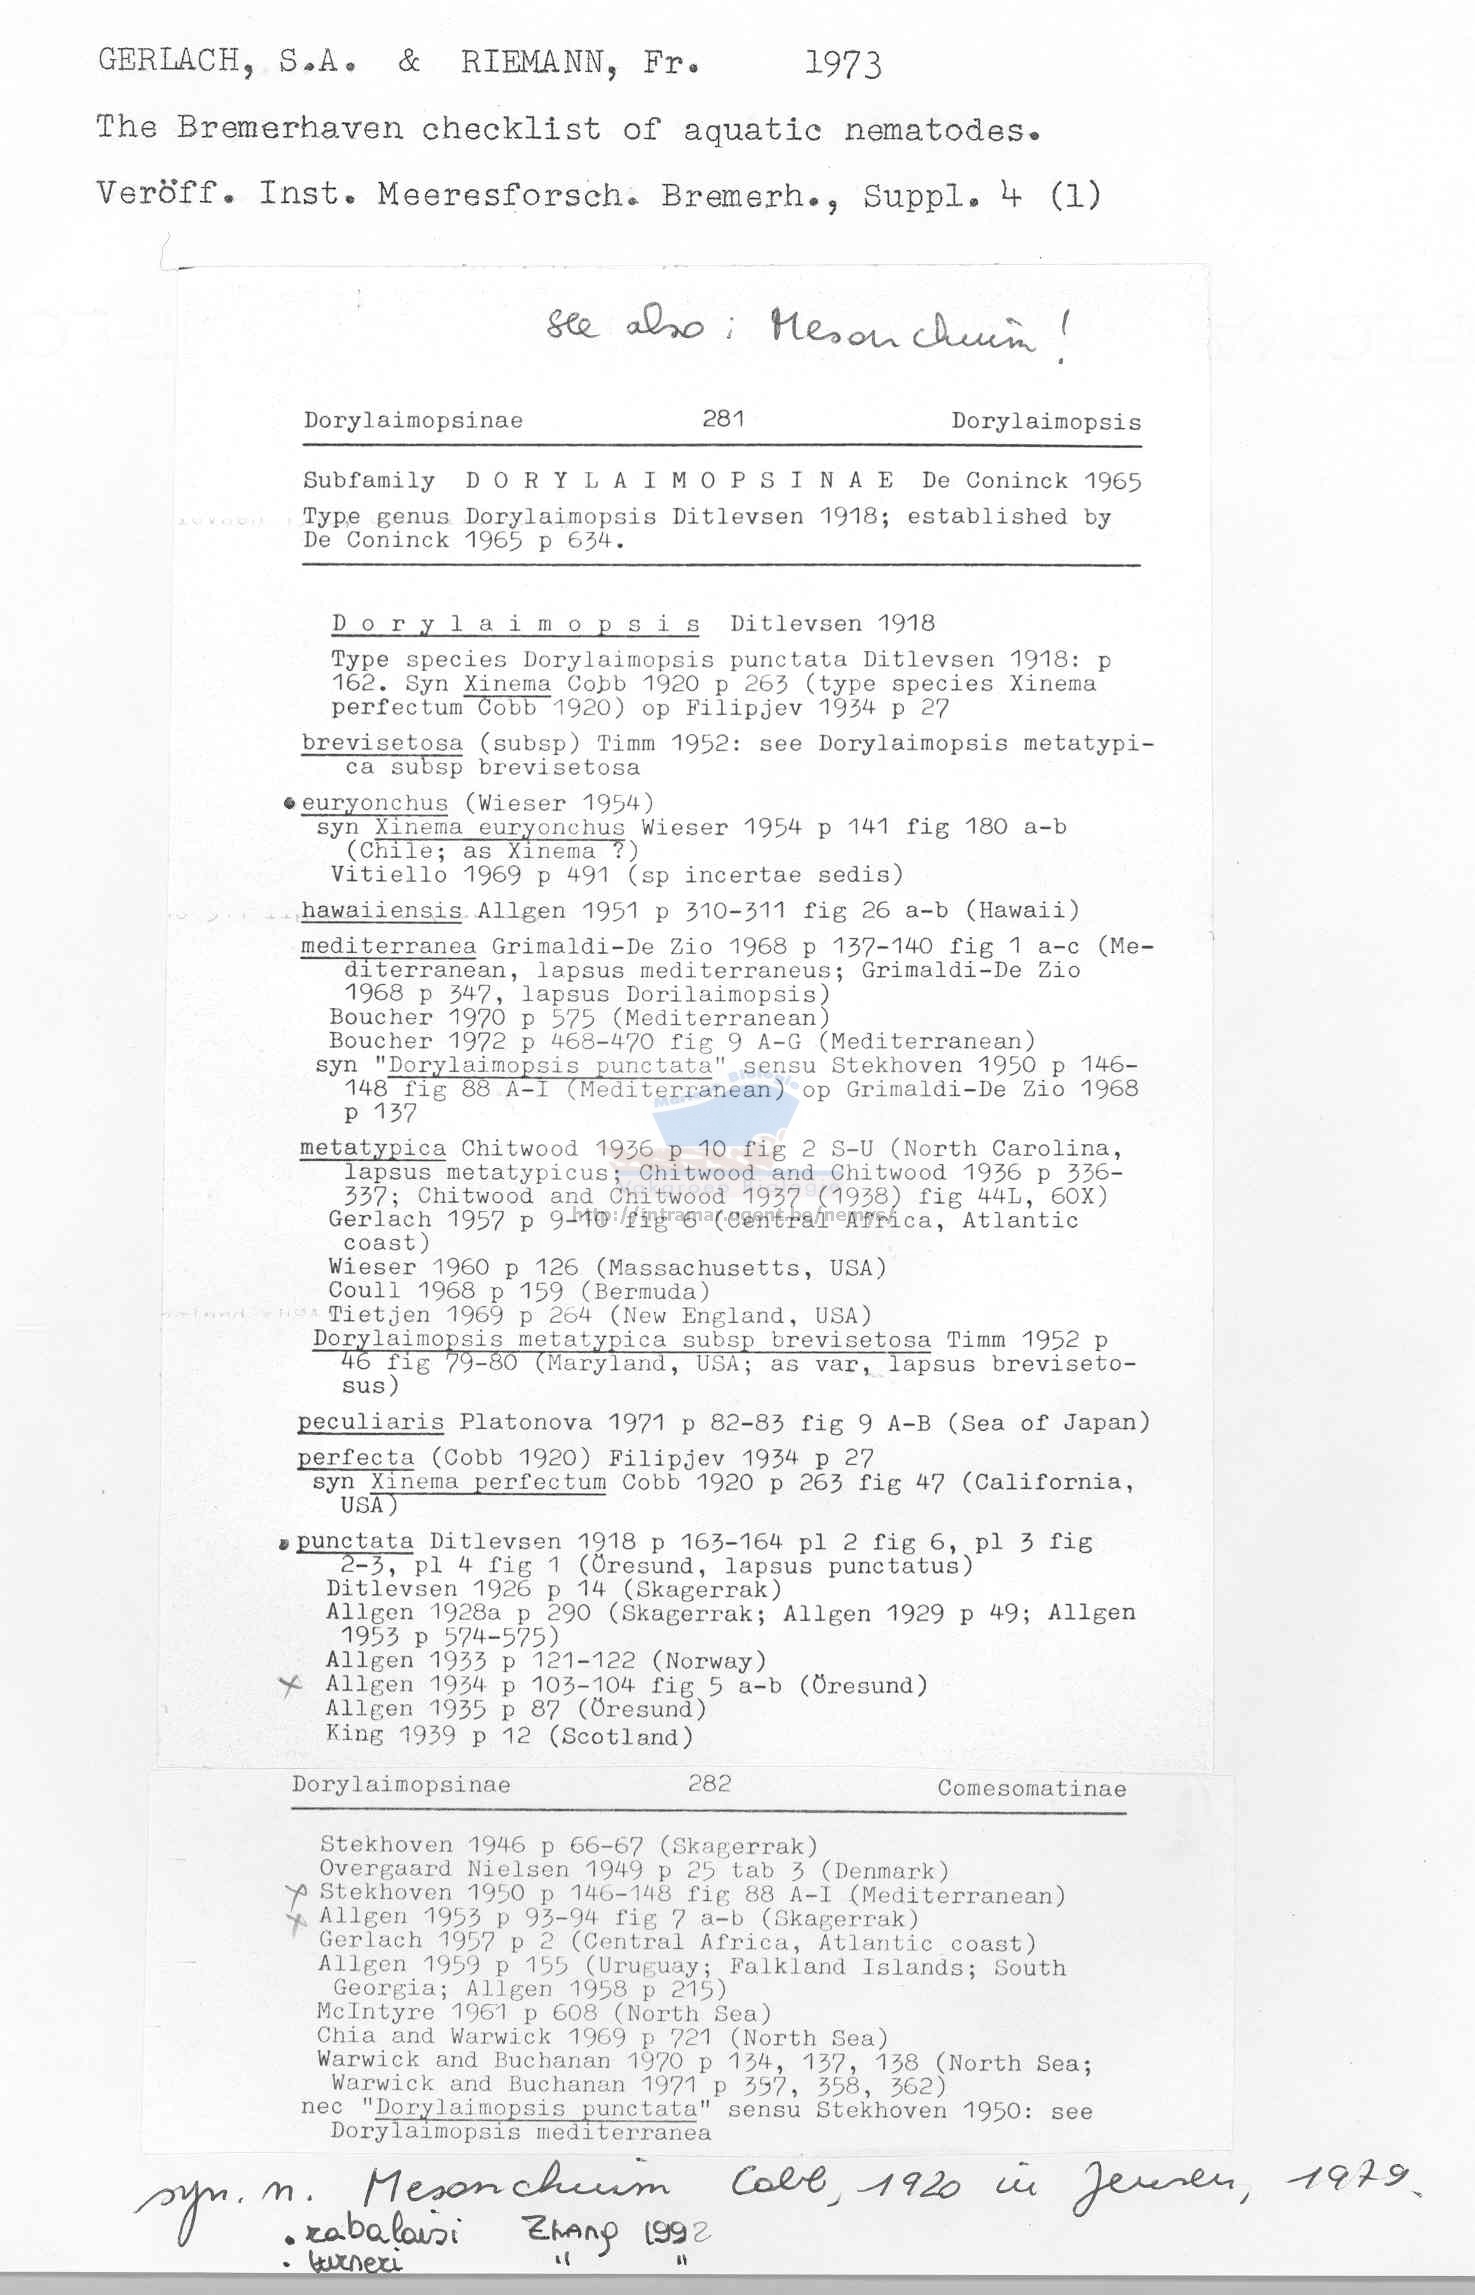 GERLACH, S.A. & RIEMANN, Fr. 1973
The Bremerhaven checklist of aquatic nematodes.
Veröff. Inst. Meeresforsch. Bremerh., Suppl. 4 (1)
see also : Mesonchuim !
Dorylaimopsinae 281 Dorylaimopsis
Subfamily D O R Y L A I M O P S I N A E De Coninck 1965
Type genus Dorylaimopsis Ditlevsen 1918; established by
De Coninck 1965 p 634.
D o r y l a i m o p s i s Ditlevsen 1918
Type species Dorylaimopsis punctata Ditlevsen 1918: p
162. Syn Xinema Cobb 1920 p 263 (type species Xinema
perfectum Cobb 1920) op Filipjev 1934 p 27
brevisetosa (subsp) Timm 1952: see Dorylaimopsis metatypi-
ca subsp brevisetosa
euryonchus (Wieser 1954)
syn Xinema euryonchus Wieser 1954 p 141 fig 180 a-b
(Chile; as Xinema ?)
Vitiello 1969 p 491 (sp incertae sedis)
hawaiiensis Allgen 1951 p 310-311 fig 26 a-b (Hawaii)
mediterranea Grimaldi-De Zio 1968 p 137-140 fig 1 a-c (Me-
diterranean, lapsus mediterraneus; Grimaldi-De Zio
1968 p 347, lapsus Dorilaimopsis)
Boucher 1970 p 575 (Mediterranean)
Boucher 1972 p 468-470 fig 9 A-G (Mediterranean)
syn "Dorylaimopsis punctata" sensu Stekhoven 1950 p 146-
148 fig 88 A-I (Mediterranean) op Grimaldi-De Zio 1968
p 137
metatypica Chitwood 1936 p 10 fig 2 S-U (North Carolina,
lapsus metatypicus; Chitwood and Chitwood 1936 p 336-
337; Chitwood and Chitwood 1937 (1938) fig 44L, 60X)
http://intramar.ugent.be/nemys/
Gerlach 1957 p 9-10 fig 6 (Central Africa, Atlantic
coast)
Wieser 1960 p 126 (Massachusetts, USA)
Coull 1968 p 159 (Bermuda)
Tietjen 1969 p 264 (New England, USA)
Dorylaimopsis metatypica subsp brevisetosa Timm 1952 p
46 fig 79-80 (Maryland, USA; as var, lapsus breviseto-
sus)
peculiaris Platonova 1971 p 82-83 fig 9 A-B (Sea of Japan)
perfecta (Cobb 1920) Filipjev 1934 p 27
syn Xinema perfectum Cobb 1920 p 263 fig 47 (California,
USA)
punctata Ditlevsen 1918 p 163-164 pl 2 fig 6, pl 3 fig
2-3, pl 4 fig 1 (Öresund, lapsus punctatus)
Ditlevsen 1926 p 14 (Skagerrak)
Allgen 1928a p 290 (Skagerrak; Allgen 1929 p 49; Allgen
1953 p 574-575)
Allgen 1933 p 121-122 (Norway)
Allgen 1934 p 103-104 fig 5 a-b (Öresund)
Allgen 1935 p 87 (Öresund)
King 1939 p 12 (Scotland)
Dorylaimopsinae 282 Comesomatinae
Stekhoven 1946 p 66-67 (Skagerrak)
Overgaard Nielsen 1949 p 25 tab 3 (Denmark)
Stekhoven 1950 p 146-148 fig 88 A-I (Mediterranean)
Allgen 1953 p 93-94 fig 7 a-b (Skagerrak)
Gerlach 1957 p 2 (Central Africa, Atlantic coast)
Allgen 1959 p 155 (Uruguay; Falkland Islands; South
Georgia; Allgen 1958 p 215)
McIntyre 1961 p 608 (North Sea)
Chia and Warwick 1969 p 721 (North Sea)
Warwick and Buchanan 1970 p 134, 137, 138 (North Sea;
Warwick and Buchanan 1971 p 357, 358, 362)
nec "Dorylaimopsis punctata" sensu Stekhoven 1950: see
Dorylaimopsis mediterranea
syn. n. Mesonchuim Cobb, 1920 in Jensen, 1979.
. rabalaisi Zhang 1992
. turneri " "